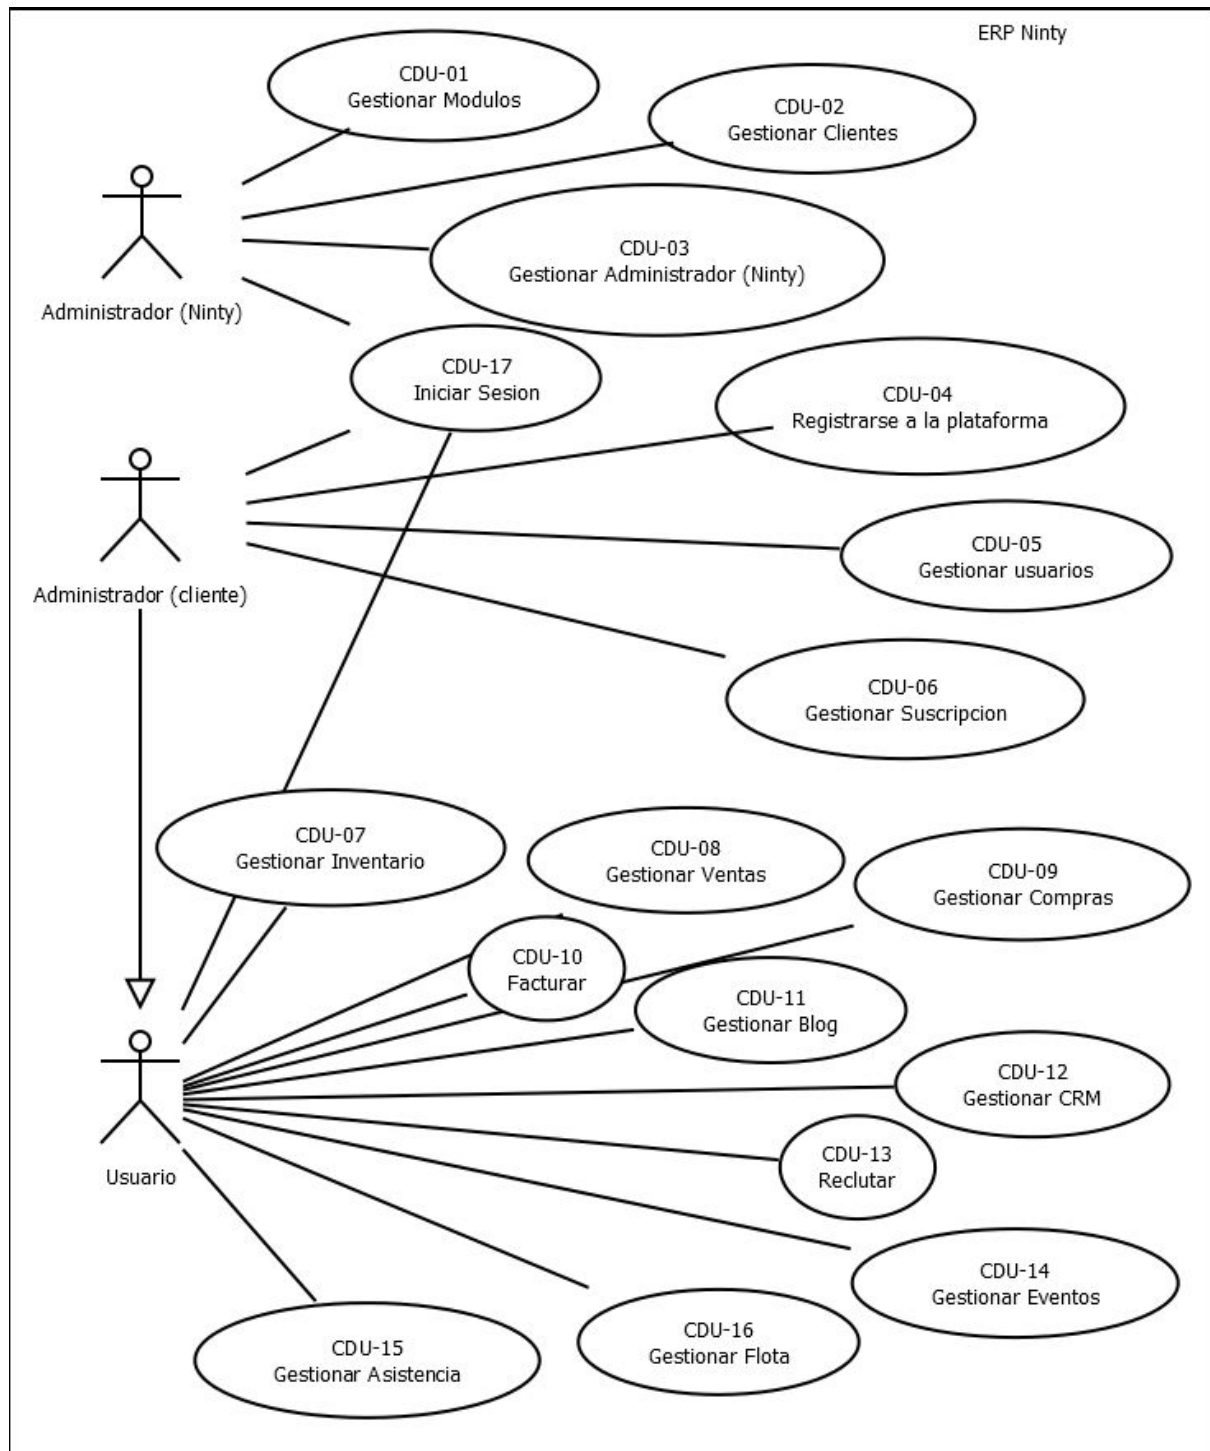 ERP Ninty
CDU-01
Gestionar Modulos
CDU-02
Gestionar Clientes
CDU-03
Gestionar Administrador (Ninty)
Administrador (Ninty)
CDU-17
Iniciar Sesion
CDU-04
Registrarse a la plataforma
CDU-05
Gestionar usuarios
Administrador (cliente)
CDU-06
Gestionar Suscripcion
CDU-07
Gestionar Inventario
CDU-08
Gestionar Ventas
CDU-09
Gestionar Compras
CDU-10
Facturar
CDU-11
Gestionar Blog
CDU-12
Gestionar CRM
CDU-13
Reclutar
Usuario
CDU-14
Gestionar Eventos
CDU-15
Gestionar Asistencia
CDU-16
Gestionar Flota